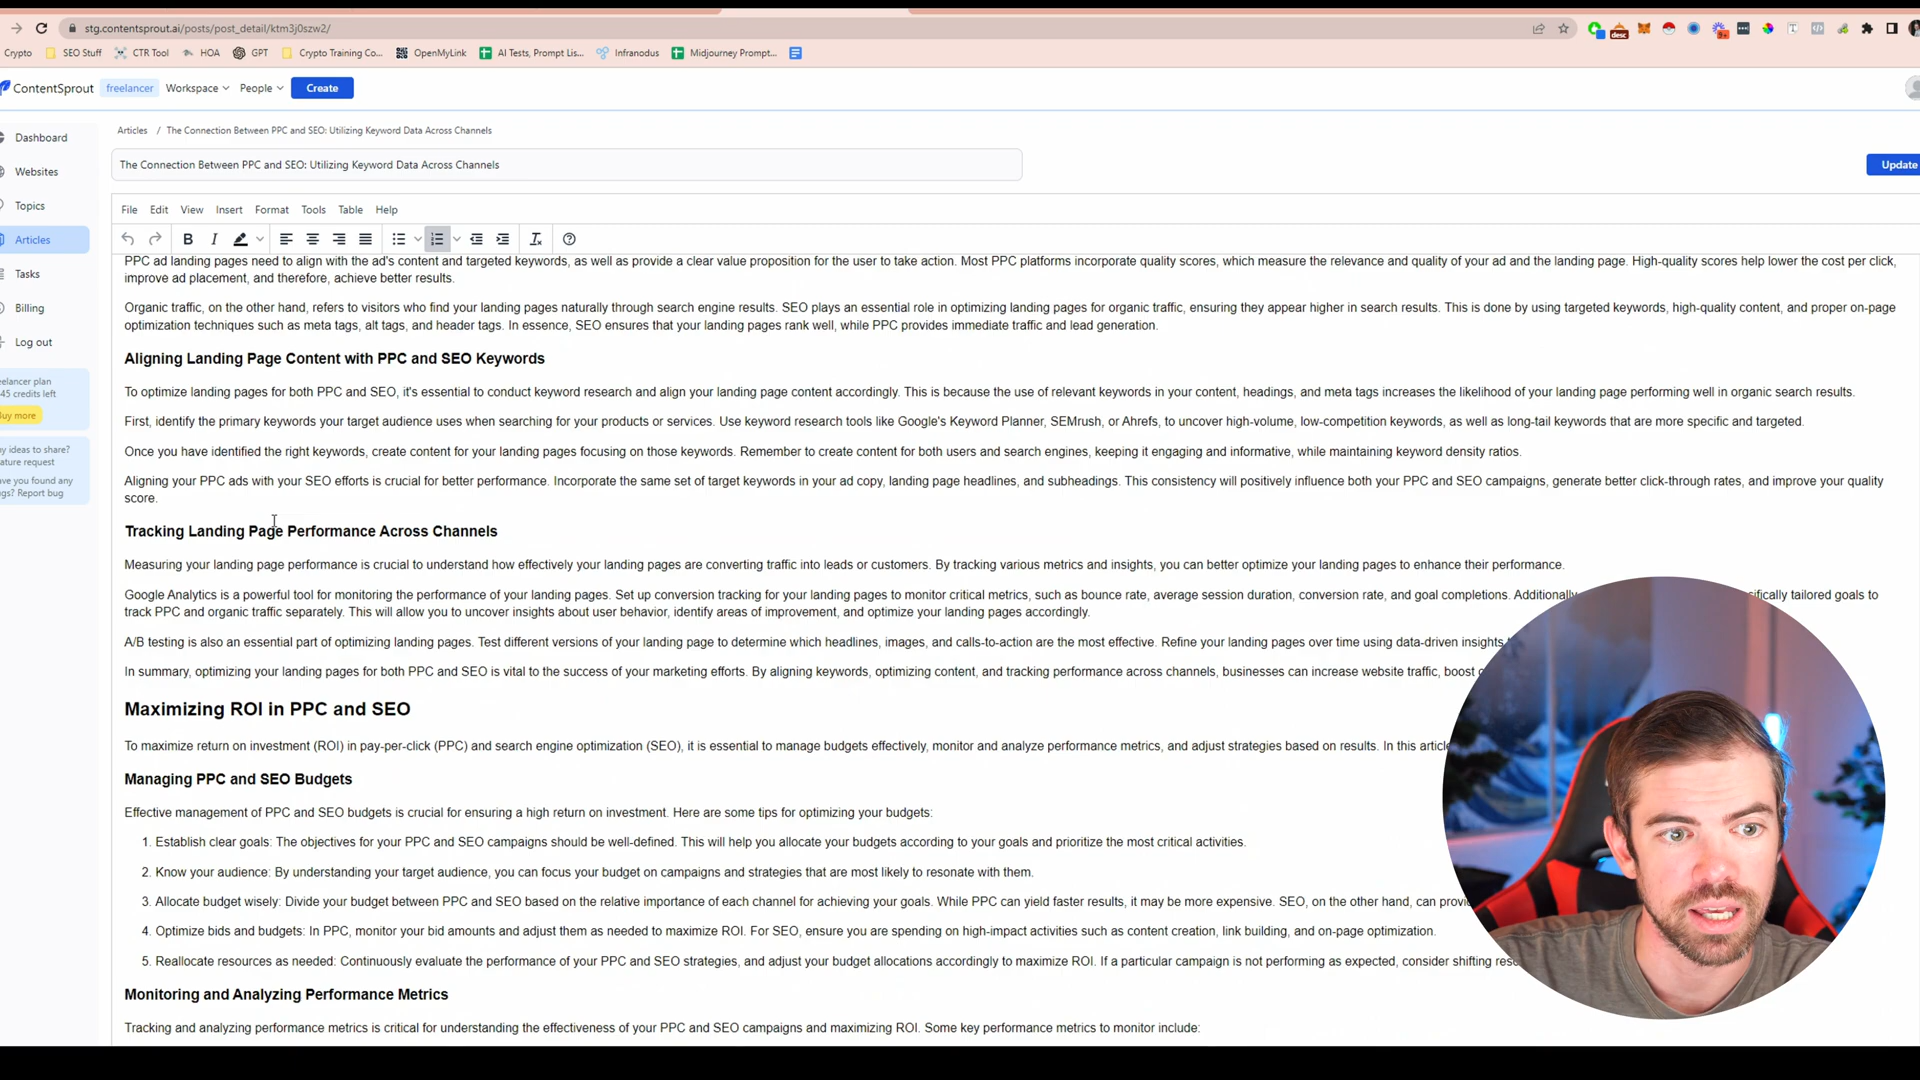 stg.contentsprout.ai/posts/post_detail/ktm3j0szw2/
Crypto SEO Stuff CTR Tool HOA GPT Crypto Training Co... OpenMyLink AI Tests, Prompt Lis... Infranodus Midjourney Prompt...
desc
9+
ContentSprout freelancer Workspace People Create
Dashboard
Websites
Topics
Articles
Tasks
Billing
Log out
eelancer plan
45 credits left
Buy more
ny ideas to share?
ature request
ave you found any
gs? Report bug
Articles / The Connection Between PPC and SEO: Utilizing Keyword Data Across Channels
The Connection Between PPC and SEO: Utilizing Keyword Data Across Channels
Update
File Edit View Insert Format Tools Table Help
PPC ad landing pages need to align with the ad's content and targeted keywords, as well as provide a clear value proposition for the user to take action. Most PPC platforms incorporate quality scores, which measure the relevance and quality of your ad and the landing page. High-quality scores help lower the cost per click,
improve ad placement, and therefore, achieve better results.
Organic traffic, on the other hand, refers to visitors who find your landing pages naturally through search engine results. SEO plays an essential role in optimizing landing pages for organic traffic, ensuring they appear higher in search results. This is done by using targeted keywords, high-quality content, and proper on-page
optimization techniques such as meta tags, alt tags, and header tags. In essence, SEO ensures that your landing pages rank well, while PPC provides immediate traffic and lead generation.
Aligning Landing Page Content with PPC and SEO Keywords
To optimize landing pages for both PPC and SEO, it's essential to conduct keyword research and align your landing page content accordingly. This is because the use of relevant keywords in your content, headings, and meta tags increases the likelihood of your landing page performing well in organic search results.
First, identify the primary keywords your target audience uses when searching for your products or services. Use keyword research tools like Google's Keyword Planner, SEMrush, or Ahrefs, to uncover high-volume, low-competition keywords, as well as long-tail keywords that are more specific and targeted.
Once you have identified the right keywords, create content for your landing pages focusing on those keywords. Remember to create content for both users and search engines, keeping it engaging and informative, while maintaining keyword density ratios.
Aligning your PPC ads with your SEO efforts is crucial for better performance. Incorporate the same set of target keywords in your ad copy, landing page headlines, and subheadings. This consistency will positively influence both your PPC and SEO campaigns, generate better click-through rates, and improve your quality
score.
Tracking Landing Page Performance Across Channels
Measuring your landing page performance is crucial to understand how effectively your landing pages are converting traffic into leads or customers. By tracking various metrics and insights, you can better optimize your landing pages to enhance their performance.
Google Analytics is a powerful tool for monitoring the performance of your landing pages. Set up conversion tracking for your landing pages to monitor critical metrics, such as bounce rate, average session duration, conversion rate, and goal completions. Additionally cifically tailored goals to
track PPC and organic traffic separately. This will allow you to uncover insights about user behavior, identify areas of improvement, and optimize your landing pages accordingly.
A/B testing is also an essential part of optimizing landing pages. Test different versions of your landing page to determine which headlines, images, and calls-to-action are the most effective. Refine your landing pages over time using data-driven insights
In summary, optimizing your landing pages for both PPC and SEO is vital to the success of your marketing efforts. By aligning keywords, optimizing content, and tracking performance across channels, businesses can increase website traffic, boost
Maximizing ROI in PPC and SEO
To maximize return on investment (ROI) in pay-per-click (PPC) and search engine optimization (SEO), it is essential to manage budgets effectively, monitor and analyze performance metrics, and adjust strategies based on results. In this artic
Managing PPC and SEO Budgets
Effective management of PPC and SEO budgets is crucial for ensuring a high return on investment. Here are some tips for optimizing your budgets:
1. Establish clear goals: The objectives for your PPC and SEO campaigns should be well-defined. This will help you allocate your budgets according to your goals and prioritize the most critical activities.
2. Know your audience: By understanding your target audience, you can focus your budget on campaigns and strategies that are most likely to resonate with them.
3. Allocate budget wisely: Divide your budget between PPC and SEO based on the relative importance of each channel for achieving your goals. While PPC can yield faster results, it may be more expensive. SEO, on the other hand, can provi
4. Optimize bids and budgets: In PPC, monitor your bid amounts and adjust them as needed to maximize ROI. For SEO, ensure you are spending on high-impact activities such as content creation, link building, and on-page optimization.
5. Reallocate resources as needed: Continuously evaluate the performance of your PPC and SEO strategies, and adjust your budget allocations accordingly to maximize ROI. If a particular campaign is not performing as expected, consider shifting
Monitoring and Analyzing Performance Metrics
Tracking and analyzing performance metrics is critical for understanding the effectiveness of your PPC and SEO campaigns and maximizing ROI. Some key performance metrics to monitor include: